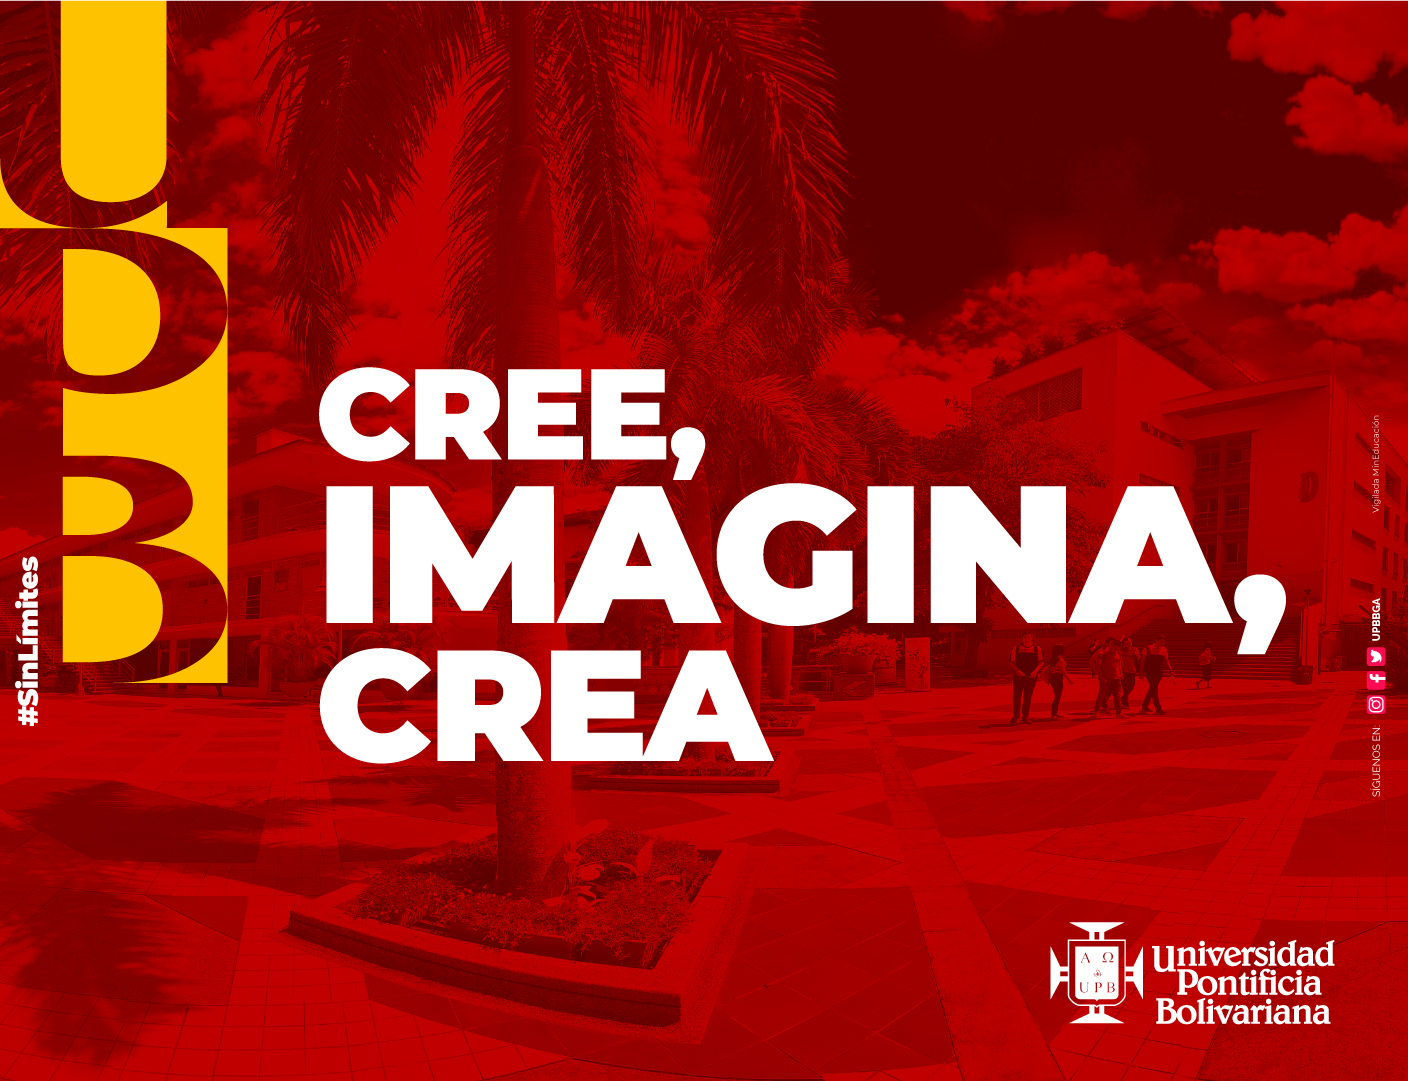 UPB
#SinLímites
CREE,
IMAGINA,
CREA
Vigilada MinEducación
SÍGUENOS EN: UPBBGA
Α Ω
UPB
Universidad
Pontificia
Bolivariana